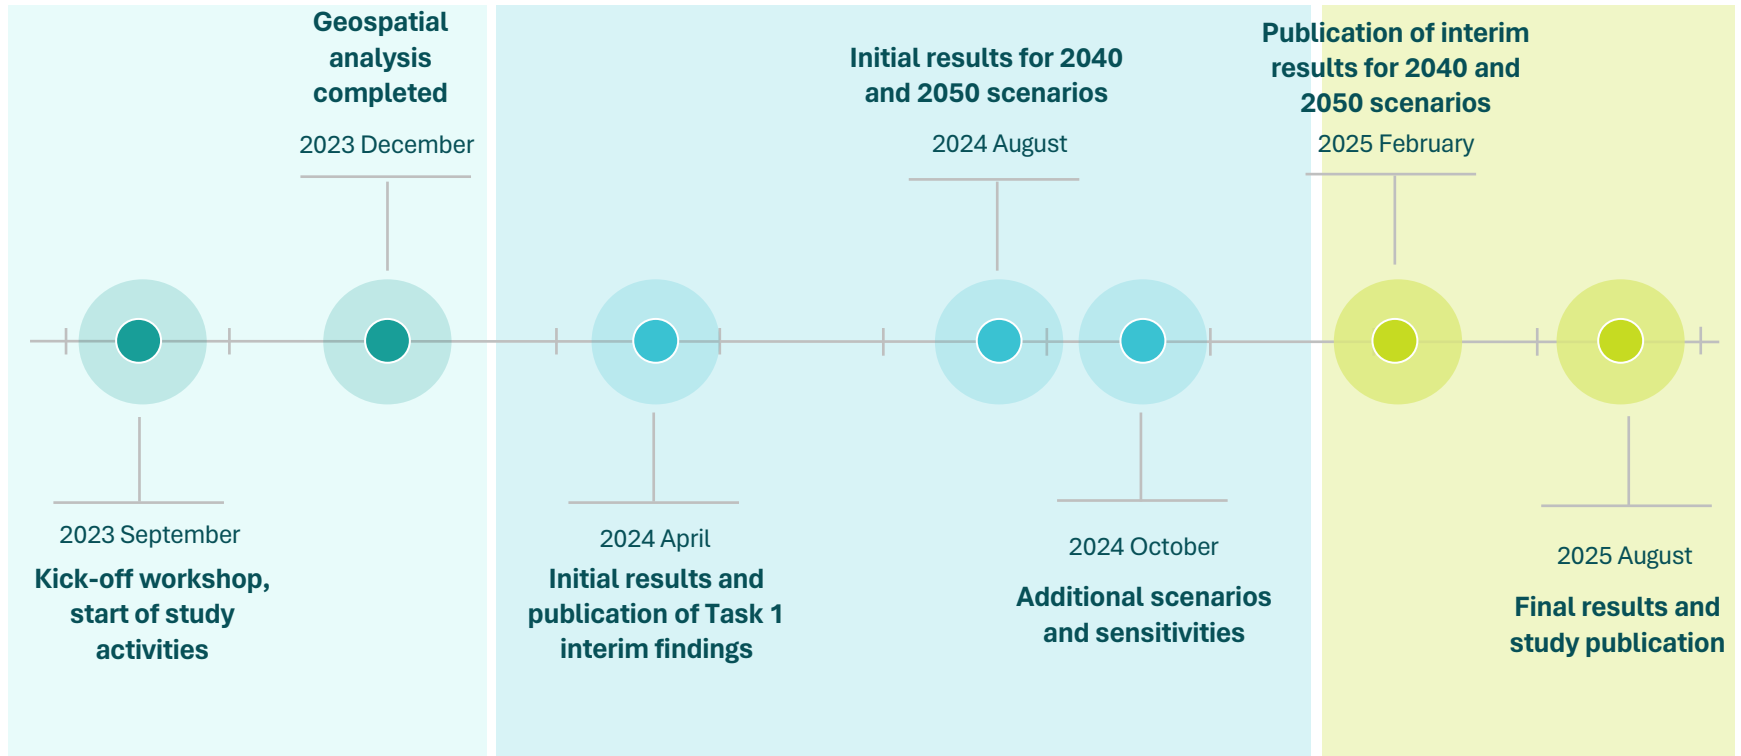 Geospatial
analysis
completed
2023 December
Initial results for 2040
and 2050 scenarios
2024 August
Publication of interim
results for 2040 and
2050 scenarios
2025 February
2023 September
Kick-off workshop,
start of study
activities
2024 April
Initial results and
publication of Task 1
interim findings
2024 October
Additional scenarios
and sensitivities
2025 August
Final results and
study publication